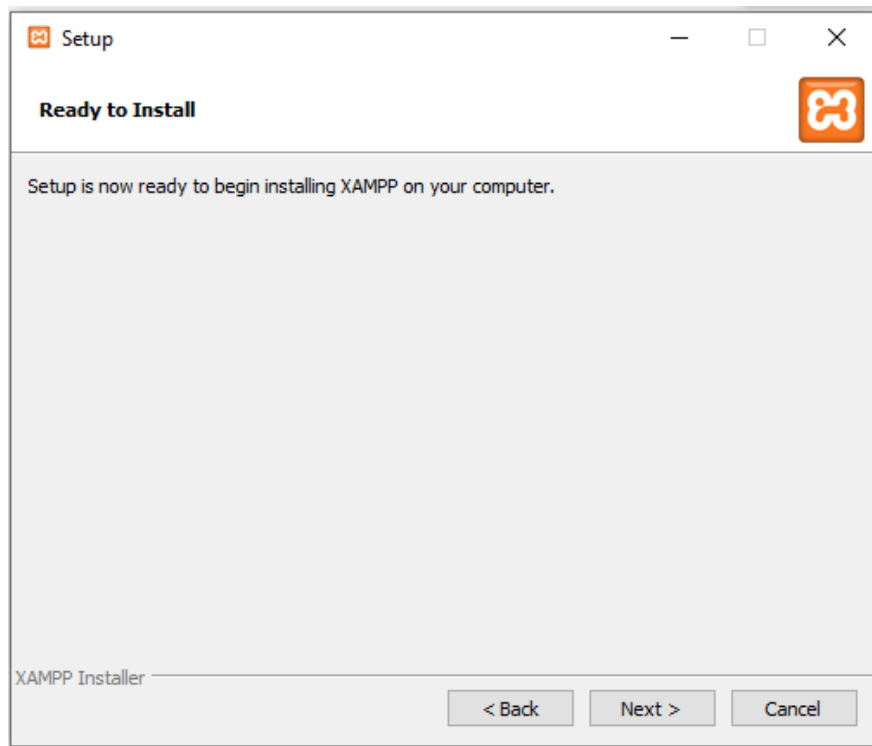 Setup
Ready to Install
Setup is now ready to begin installing XAMPP on your computer.
XAMPP Installer
< Back
Next >
Cancel